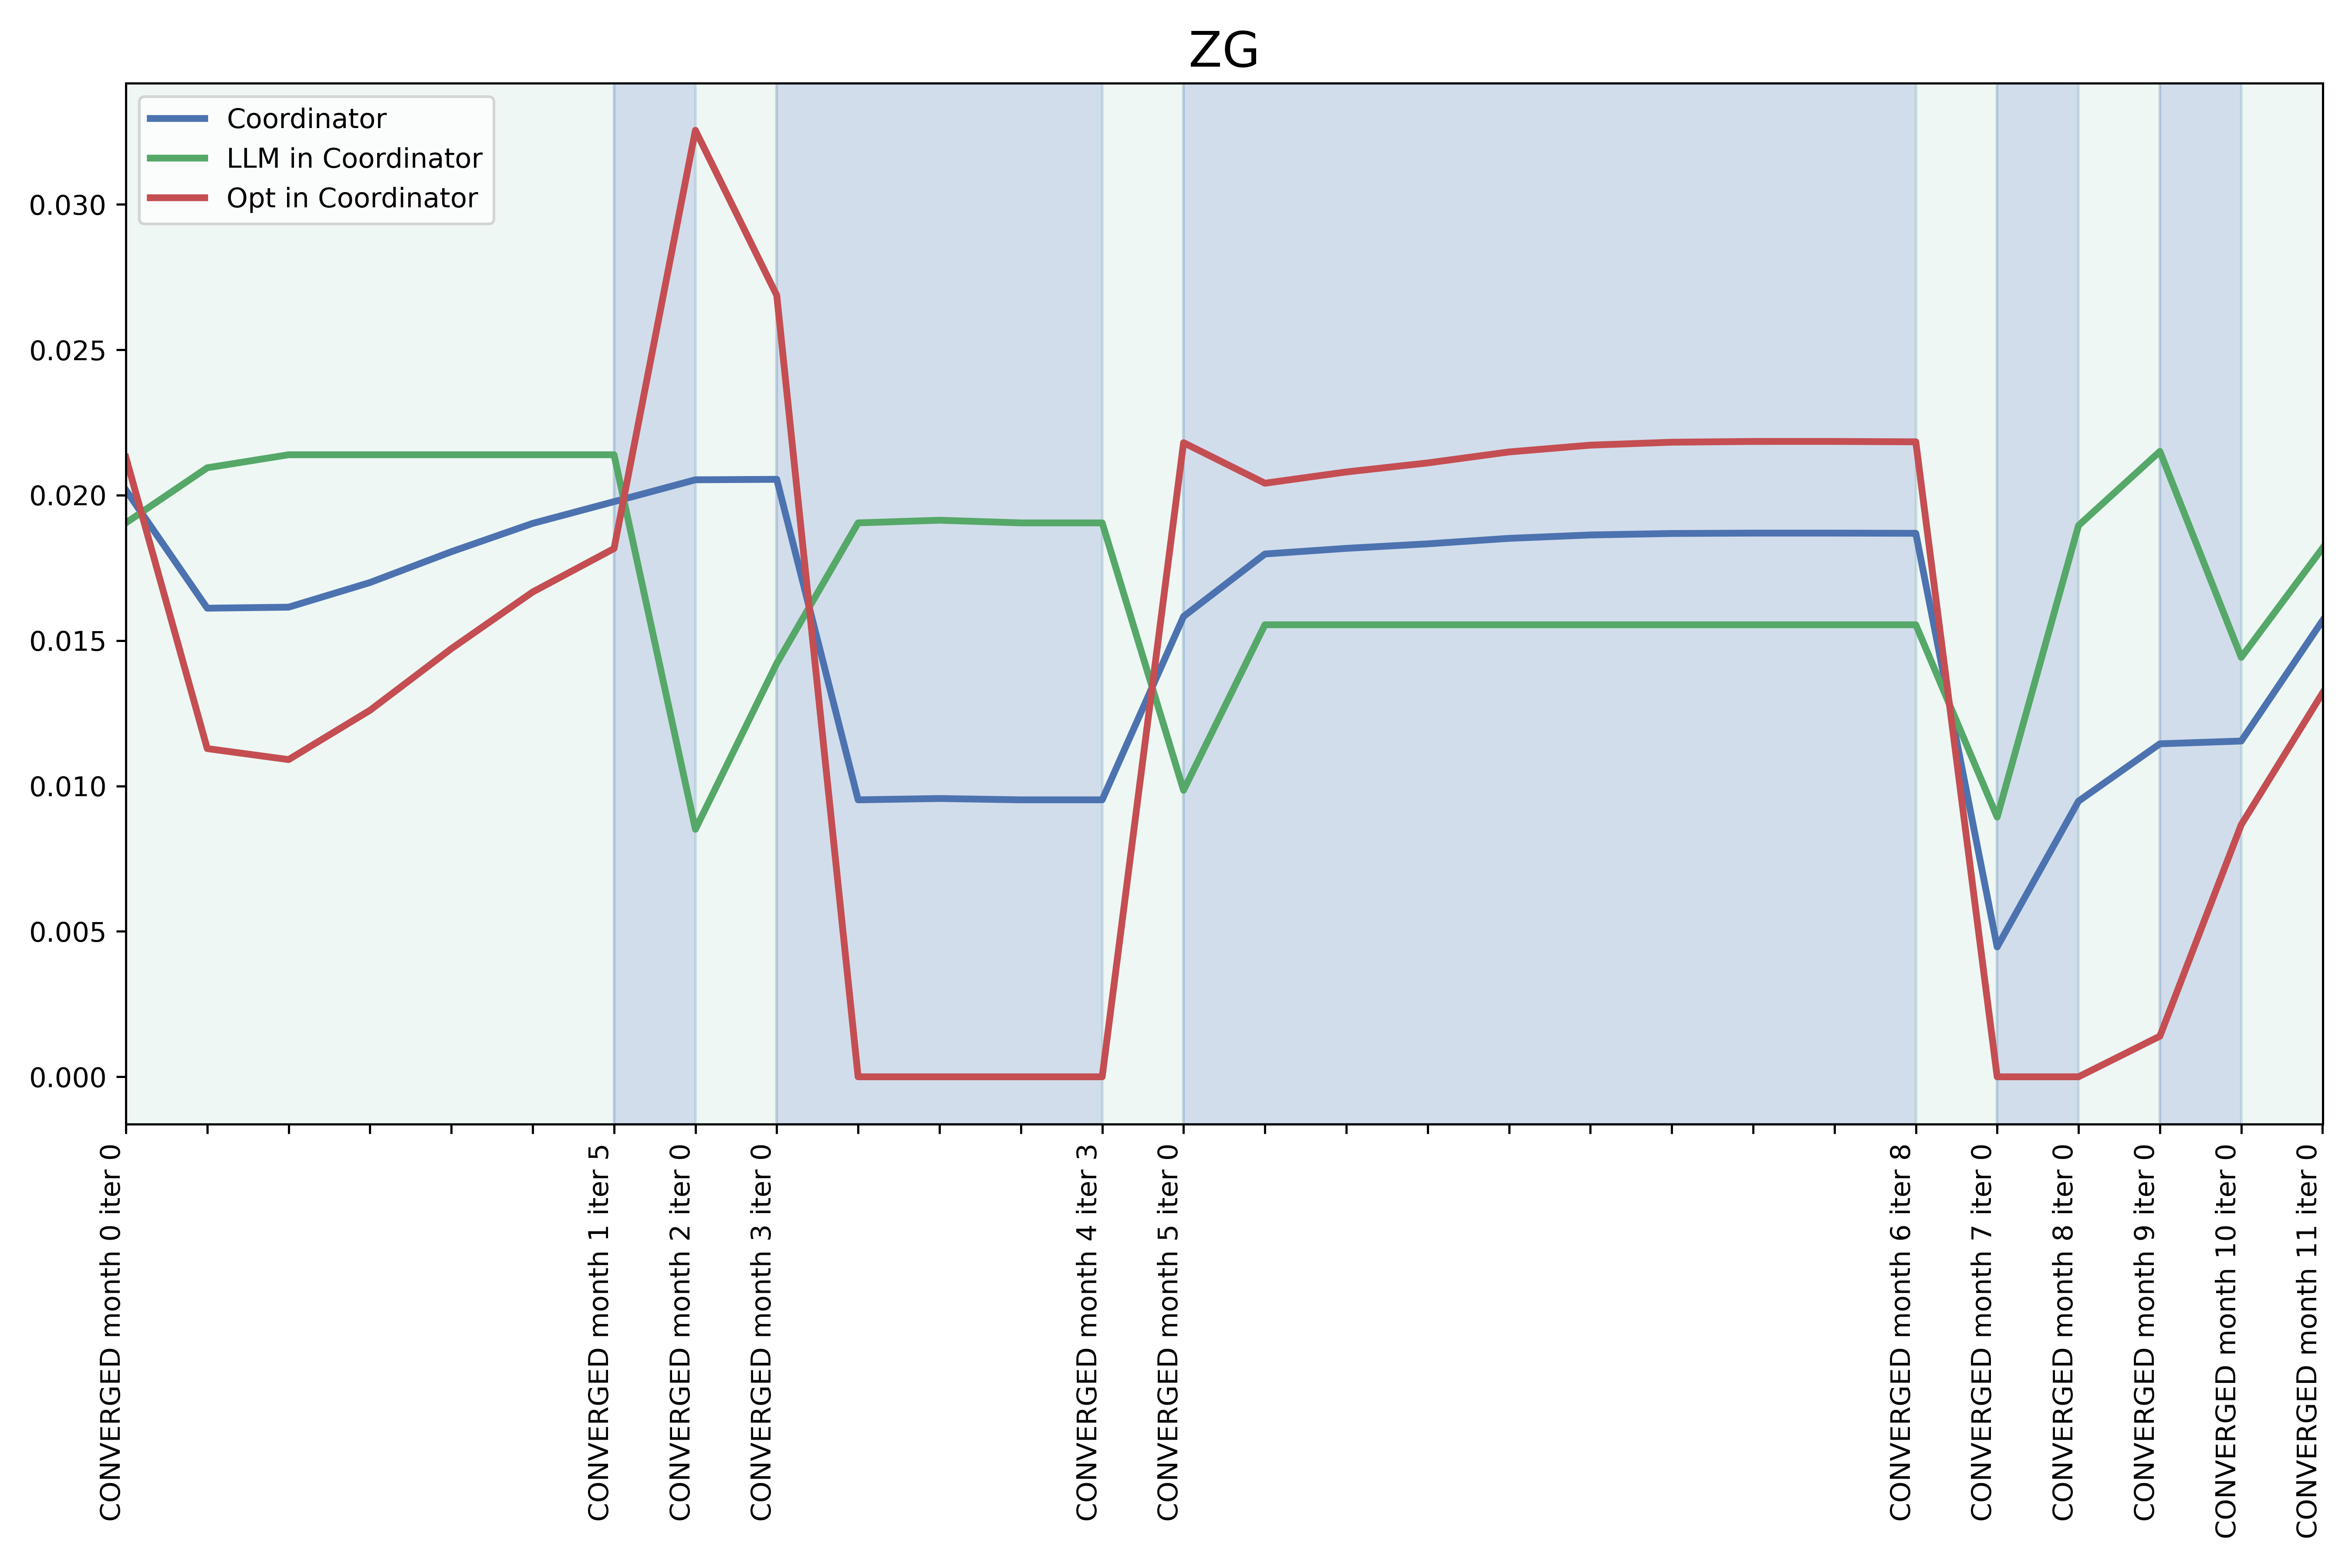 ZG
Coordinator
LLM in Coordinator
Opt in Coordinator
0.030
0.025
0.020
0.015
0.010
0.005
0.000
CONVERGED month 0 iter 0
CONVERGED month 1 iter 5
CONVERGED month 2 iter 0
CONVERGED month 3 iter 0
CONVERGED month 4 iter 3
CONVERGED month 5 iter 0
CONVERGED month 6 iter 8
CONVERGED month 7 iter 0
CONVERGED month 8 iter 0
CONVERGED month 9 iter 0
CONVERGED month 10 iter 0
CONVERGED month 11 iter 0